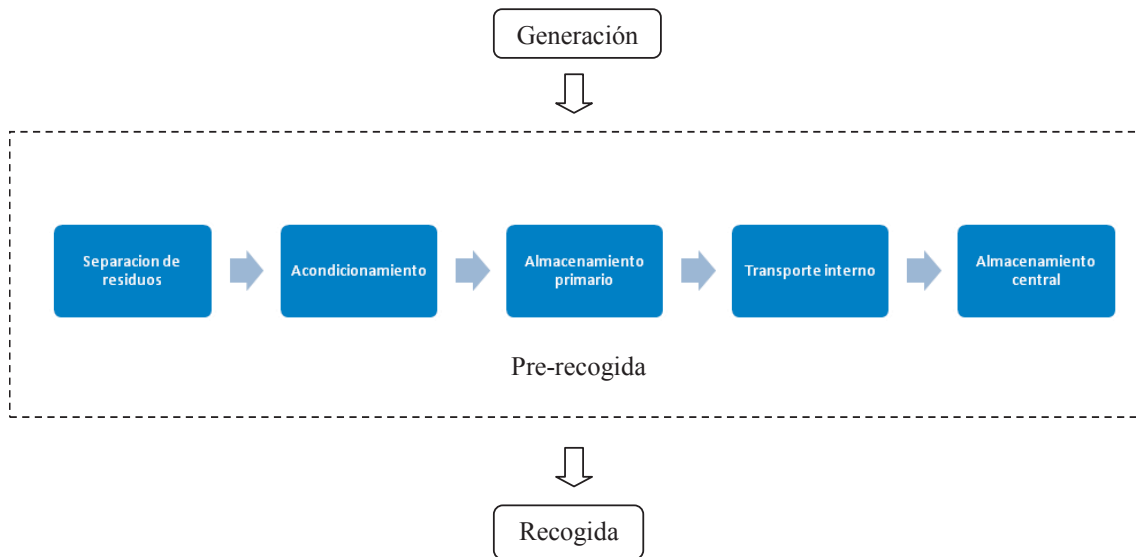 Generación
Separacion de
residuos
Acondicionamiento
Almacenamiento
primario
Transporte interno
Almacenamiento
central
Pre-recogida
Recogida